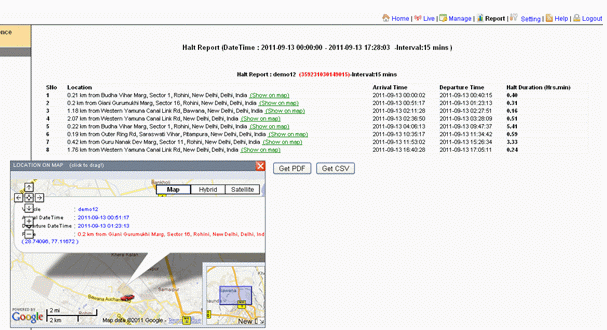 Home | Live | Manage | Report | Setting | Help | Logout
nce
Halt Report (DateTime : 2011-09-13 00:00:00 - 2011-09-13 17:28:03 -Interval:15 mins )
Halt Report : demo12 (359231030149015)-Interval:15 mins
SNo Location Arrival Time Departure Time Halt Duration (Hrs.min)
1 0.21 km from Budha Vihar Marg, Sector 1, Rohini, New Delhi, Delhi, India (Show on map) 2011-09-13 00:00:02 2011-09-13 00:40:15 0.40
2 0.2 km from Giani Gurumukhi Marg, Sector 16, Rohini, New Delhi, Delhi, India (Show on map) 2011-09-13 00:51:17 2011-09-13 01:23:13 0.31
3 1.18 km from Western Yamuna Canal Link Rd, Bawana, New Delhi, Delhi, India (Show on map) 2011-09-13 02:11:28 2011-09-13 02:27:51 0.16
4 2.07 km from Western Yamuna Canal Link Rd, New Delhi, Delhi, India (Show on map) 2011-09-13 02:36:50 2011-09-13 03:28:09 0.51
5 0.22 km from Budha Vihar Marg, Sector 1, Rohini, New Delhi, Delhi, India (Show on map) 2011-09-13 04:06:13 2011-09-13 09:47:37 5.41
6 0.19 km from Outer Ring Rd, Saraswati Vihar, Pitampura, New Delhi, Delhi, India (Show on map) 2011-09-13 10:35:17 2011-09-13 11:34:42 0.59
7 0.42 km from Guru Nanak Dev Marg, New Delhi, Delhi, India (Show on map) 2011-09-13 11:53:02 2011-09-13 15:26:34 3.33
8 1.76 km from Western Yamuna Canal Link Rd, New Delhi, Delhi, India (Show on map) 2011-09-13 16:40:28 2011-09-13 17:05:11 0.24
LOCATION ON MAP (click to drag!) X
Get PDF Get CSV
Map Hybrid Satellite
: demo12
DateTime : 2011-09-13 00:51:17
DateTime : 2011-09-13 01:23:13
: 0.2 km from Giani Gurumukhi Marg, Sector 16, Rohini, New Delhi, Delhi, Ind
( 28.74096, 77.11672 )
2 mi
2 km
POWERED BY
Google
Map data ©2011 Google -
New D